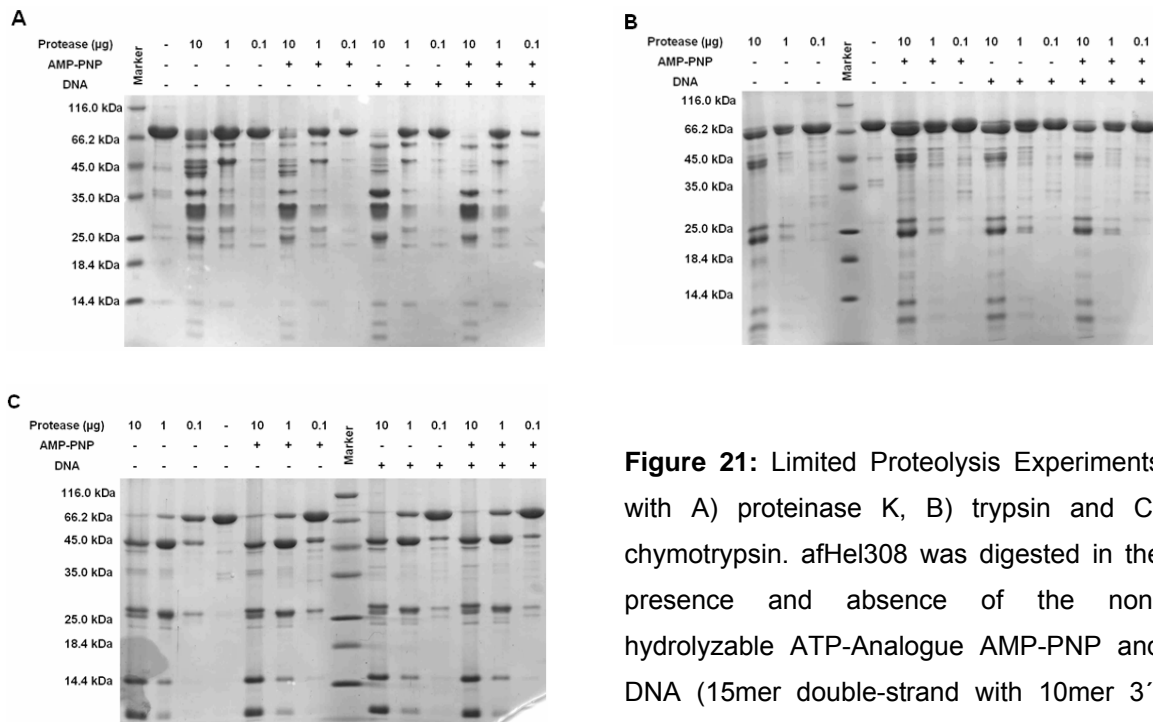 A
Protease (µg) - 10 1 0.1 10 1 0.1 10 1 0.1 10 1 0.1
AMP-PNP - - - - + + + - - - + + +
DNA - - - - - - - + + + + + +
Marker
116.0 kDa
66.2 kDa
45.0 kDa
35.0 kDa
25.0 kDa
18.4 kDa
14.4 kDa
B
Protease (µg) 10 1 0.1 - 10 1 0.1 10 1 0.1 10 1 0.1
AMP-PNP - - - - + + + - - - + + +
DNA - - - - - - - + + + + + +
Marker
116.0 kDa
66.2 kDa
45.0 kDa
35.0 kDa
25.0 kDa
18.4 kDa
14.4 kDa
C
Protease (µg) 10 1 0.1 - 10 1 0.1 10 1 0.1 10 1 0.1
AMP-PNP - - - - + + + - - - + + +
DNA - - - - - - - + + + + + +
Marker
116.0 kDa
66.2 kDa
45.0 kDa
35.0 kDa
25.0 kDa
18.4 kDa
14.4 kDa
Figure 21: Limited Proteolysis Experiments
with A) proteinase K, B) trypsin and C
chymotrypsin. afHel308 was digested in the
presence and absence of the non
hydrolyzable ATP-Analogue AMP-PNP and
DNA (15mer double-strand with 10mer 3´